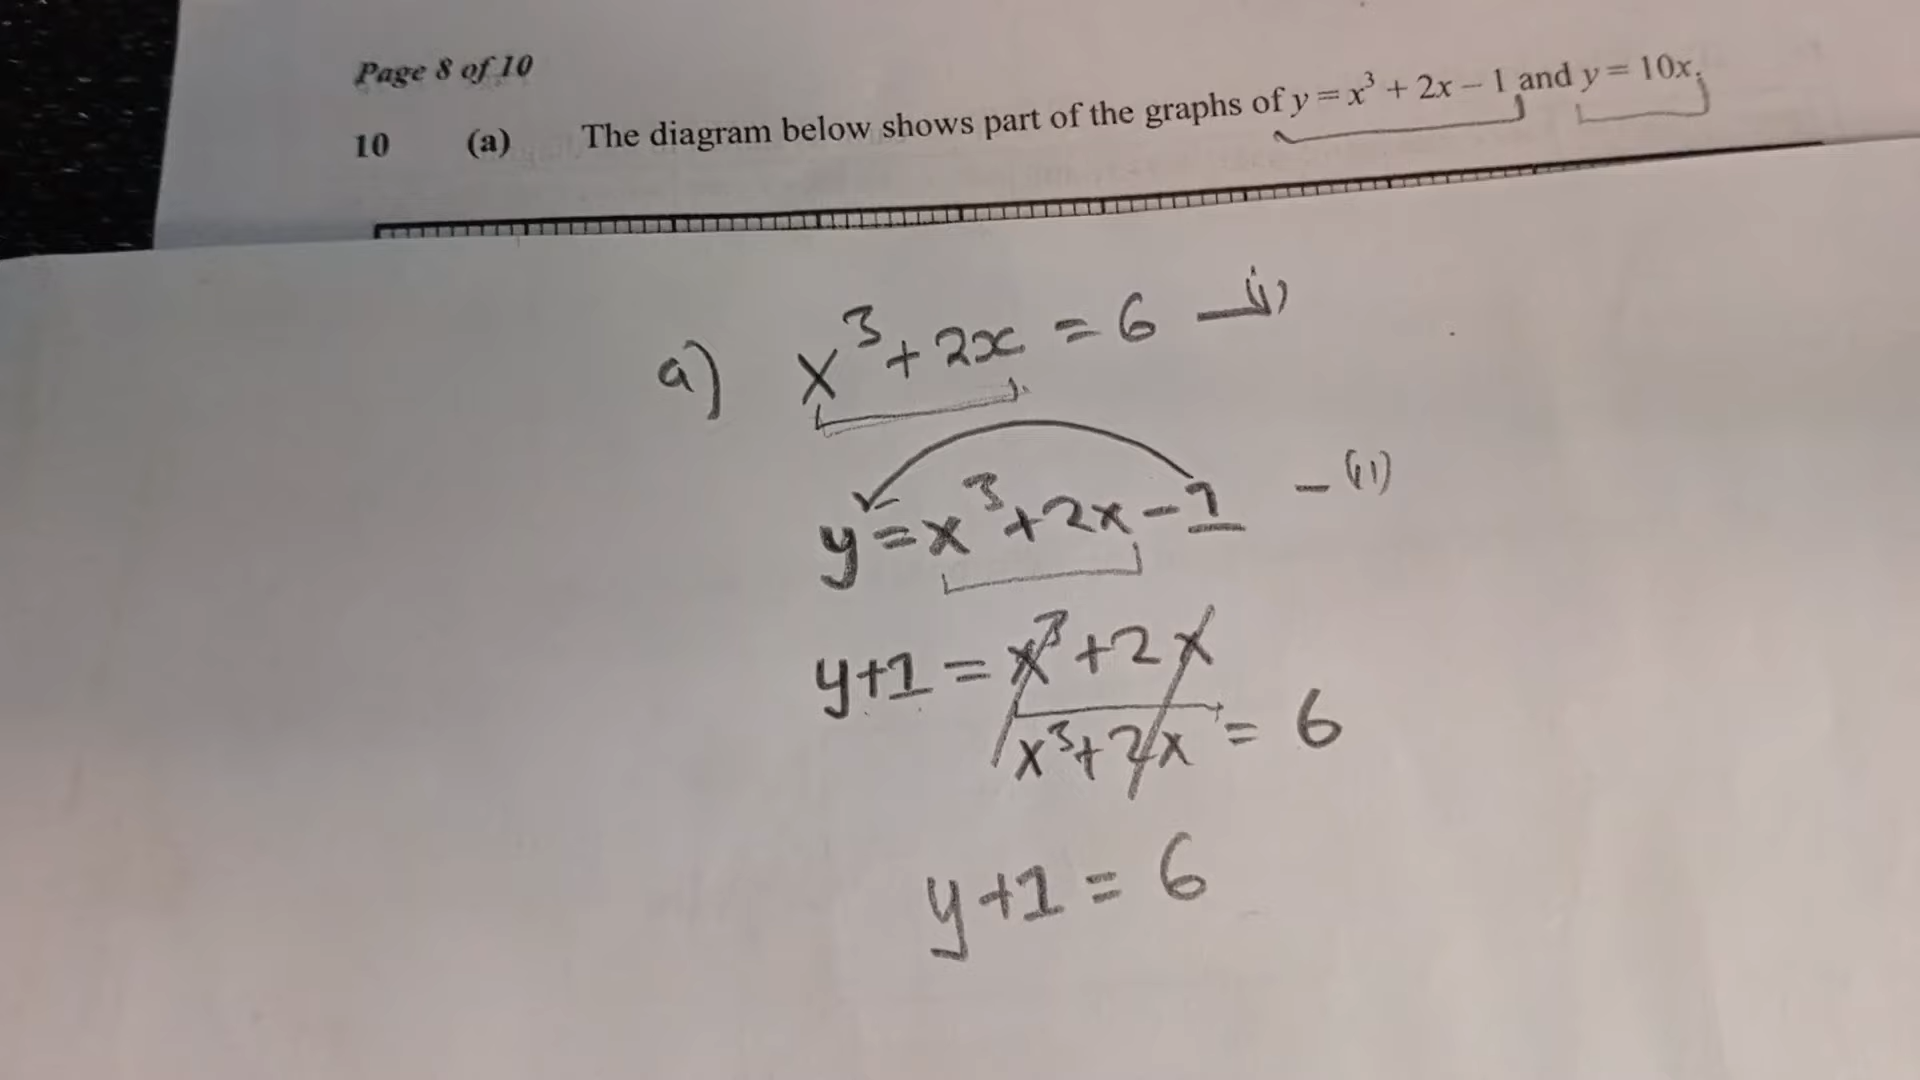 Page 8 of 10
10 (a) The diagram below shows part of the graphs of y = x³ + 2x − 1 and y = 10x.
a) x³ + 2x = 6 — (i)
y = x³ + 2x − 1 — (ii)
y + 1 = x³ + 2x
x³ + 2x = 6
y + 1 = 6